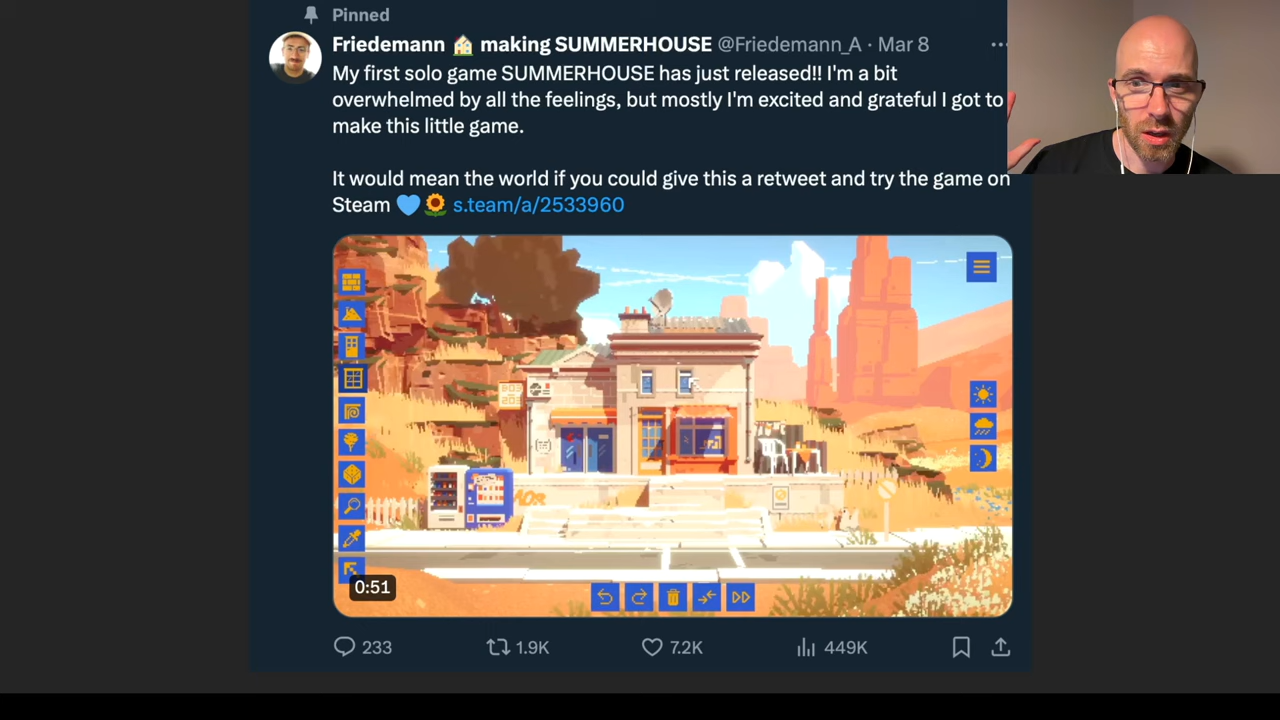 Pinned
Friedemann 🏠 making SUMMERHOUSE @Friedemann_A · Mar 8
My first solo game SUMMERHOUSE has just released!! I'm a bit
overwhelmed by all the feelings, but mostly I'm excited and grateful I got to
make this little game.
It would mean the world if you could give this a retweet and try the game on
Steam 💙🌻 s.team/a/2533960
0:51
233 1.9K 7.2K 449K